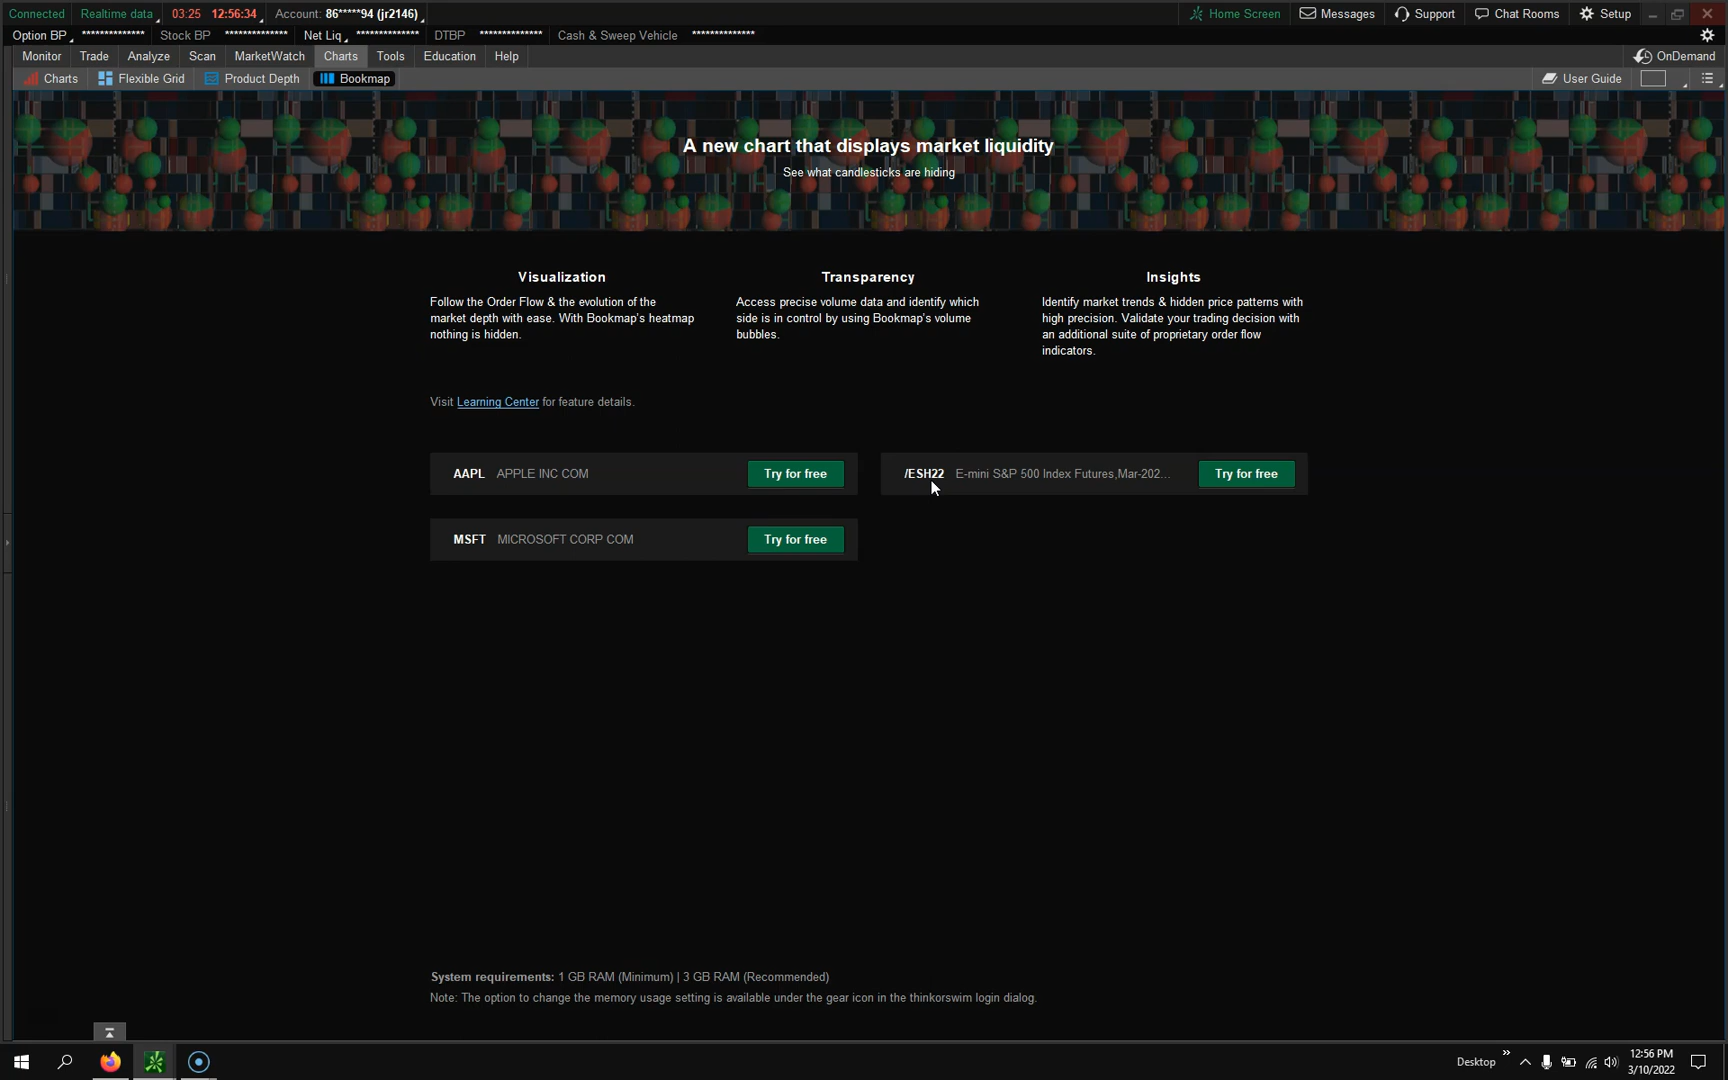 Connected Realtime data 03:25 12:56:34 Account: 86*****94 (jr2146) Home Screen Messages Support Chat Rooms Setup
Option BP ************** Stock BP ************** Net Liq ************** DTBP ************** Cash & Sweep Vehicle **************
Monitor Trade Analyze Scan MarketWatch Charts Tools Education Help OnDemand
Charts Flexible Grid Product Depth Bookmap User Guide
A new chart that displays market liquidity
See what candlesticks are hiding
Visualization
Follow the Order Flow & the evolution of the
market depth with ease. With Bookmap's heatmap
nothing is hidden.
Transparency
Access precise volume data and identify which
side is in control by using Bookmap's volume
bubbles.
Insights
Identify market trends & hidden price patterns with
high precision. Validate your trading decision with
an additional suite of proprietary order flow
indicators.
Visit Learning Center for feature details.
AAPL APPLE INC COM Try for free
/ESH22 E-mini S&P 500 Index Futures,Mar-202... Try for free
MSFT MICROSOFT CORP COM Try for free
System requirements: 1 GB RAM (Minimum) | 3 GB RAM (Recommended)
Note: The option to change the memory usage setting is available under the gear icon in the thinkorswim login dialog.
Desktop 12:56 PM
3/10/2022